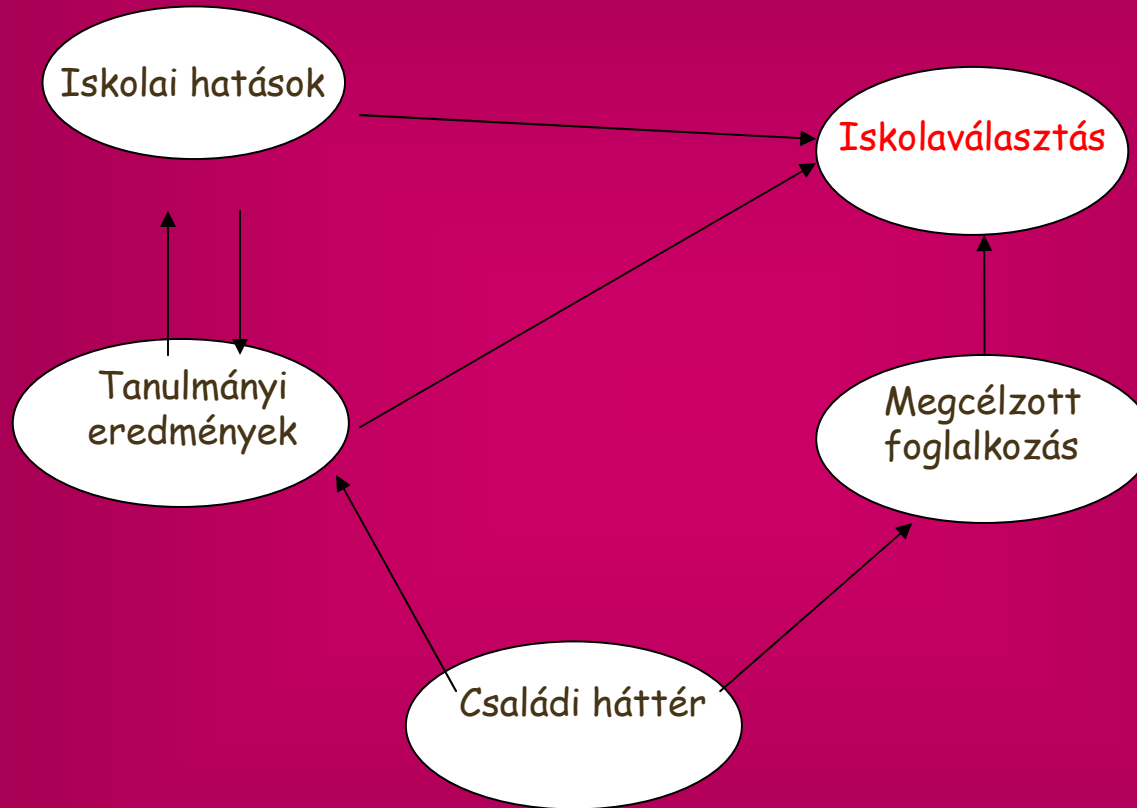 Iskolai hatások
Iskolaválasztás
Tanulmányi
eredmények
Megcélzott
foglalkozás
Családi háttér